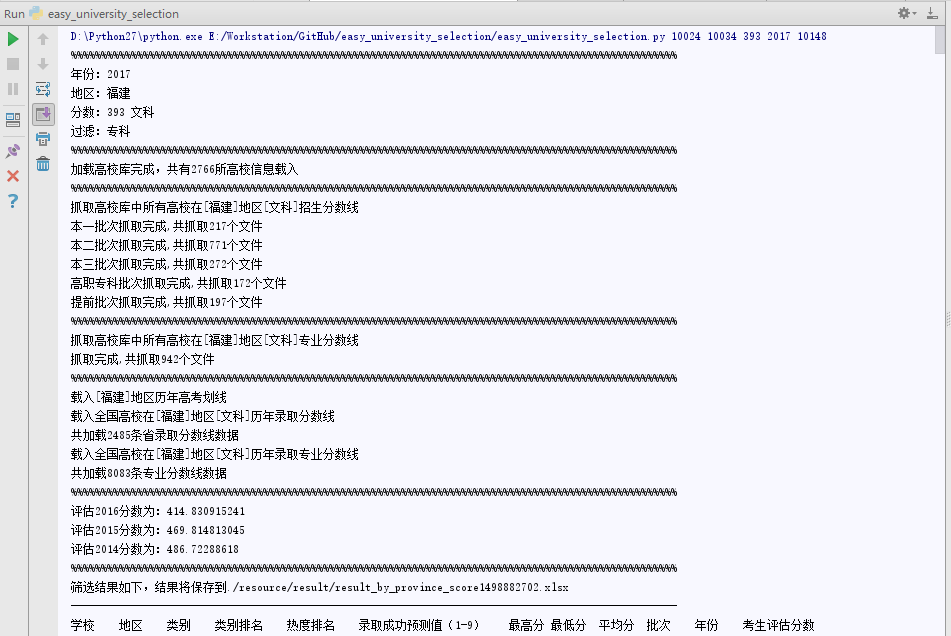 Run easy_university_selection
D:\Python27\python.exe E:/Workstation/GitHub/easy_university_selection/easy_university_selection.py 10024 10034 393 2017 10148
%%%%%%%%%%%%%%%%%%%%%%%%%%%%%%%%%%%%%%%%%%%%%%%%%%%%%%%%%%%%%%%%%%%%%%%%%%%%%%%%%%%%%%%%%%%%%%%%%%%%%%%
年份: 2017
地区: 福建
分数: 393 文科
过滤: 专科
%%%%%%%%%%%%%%%%%%%%%%%%%%%%%%%%%%%%%%%%%%%%%%%%%%%%%%%%%%%%%%%%%%%%%%%%%%%%%%%%%%%%%%%%%%%%%%%%%%%%%%%
加载高校库完成，共有2766所高校信息载入
%%%%%%%%%%%%%%%%%%%%%%%%%%%%%%%%%%%%%%%%%%%%%%%%%%%%%%%%%%%%%%%%%%%%%%%%%%%%%%%%%%%%%%%%%%%%%%%%%%%%%%%
抓取高校库中所有高校在[福建]地区[文科]招生分数线
本一批次抓取完成,共抓取217个文件
本二批次抓取完成,共抓取771个文件
本三批次抓取完成,共抓取272个文件
高职专科批次抓取完成,共抓取172个文件
提前批次抓取完成,共抓取197个文件
%%%%%%%%%%%%%%%%%%%%%%%%%%%%%%%%%%%%%%%%%%%%%%%%%%%%%%%%%%%%%%%%%%%%%%%%%%%%%%%%%%%%%%%%%%%%%%%%%%%%%%%
抓取高校库中所有高校在[福建]地区[文科]专业分数线
抓取完成,共抓取942个文件
%%%%%%%%%%%%%%%%%%%%%%%%%%%%%%%%%%%%%%%%%%%%%%%%%%%%%%%%%%%%%%%%%%%%%%%%%%%%%%%%%%%%%%%%%%%%%%%%%%%%%%%
载入[福建]地区历年高考划线
载入全国高校在[福建]地区[文科]历年录取分数线
共加载2485条省录取分数线数据
载入全国高校在[福建]地区[文科]历年录取专业分数线
共加载8083条专业分数线数据
%%%%%%%%%%%%%%%%%%%%%%%%%%%%%%%%%%%%%%%%%%%%%%%%%%%%%%%%%%%%%%%%%%%%%%%%%%%%%%%%%%%%%%%%%%%%%%%%%%%%%%%
评估2016分数为: 414.830915241
评估2015分数为: 469.814813045
评估2014分数为: 486.72288618
%%%%%%%%%%%%%%%%%%%%%%%%%%%%%%%%%%%%%%%%%%%%%%%%%%%%%%%%%%%%%%%%%%%%%%%%%%%%%%%%%%%%%%%%%%%%%%%%%%%%%%%
筛选结果如下，结果将保存到./resource/result/result_by_province_score1498882702.xlsx
学校 地区 类别 类别排名 热度排名 录取成功预测值（1-9） 最高分 最低分 平均分 批次 年份 考生评估分数